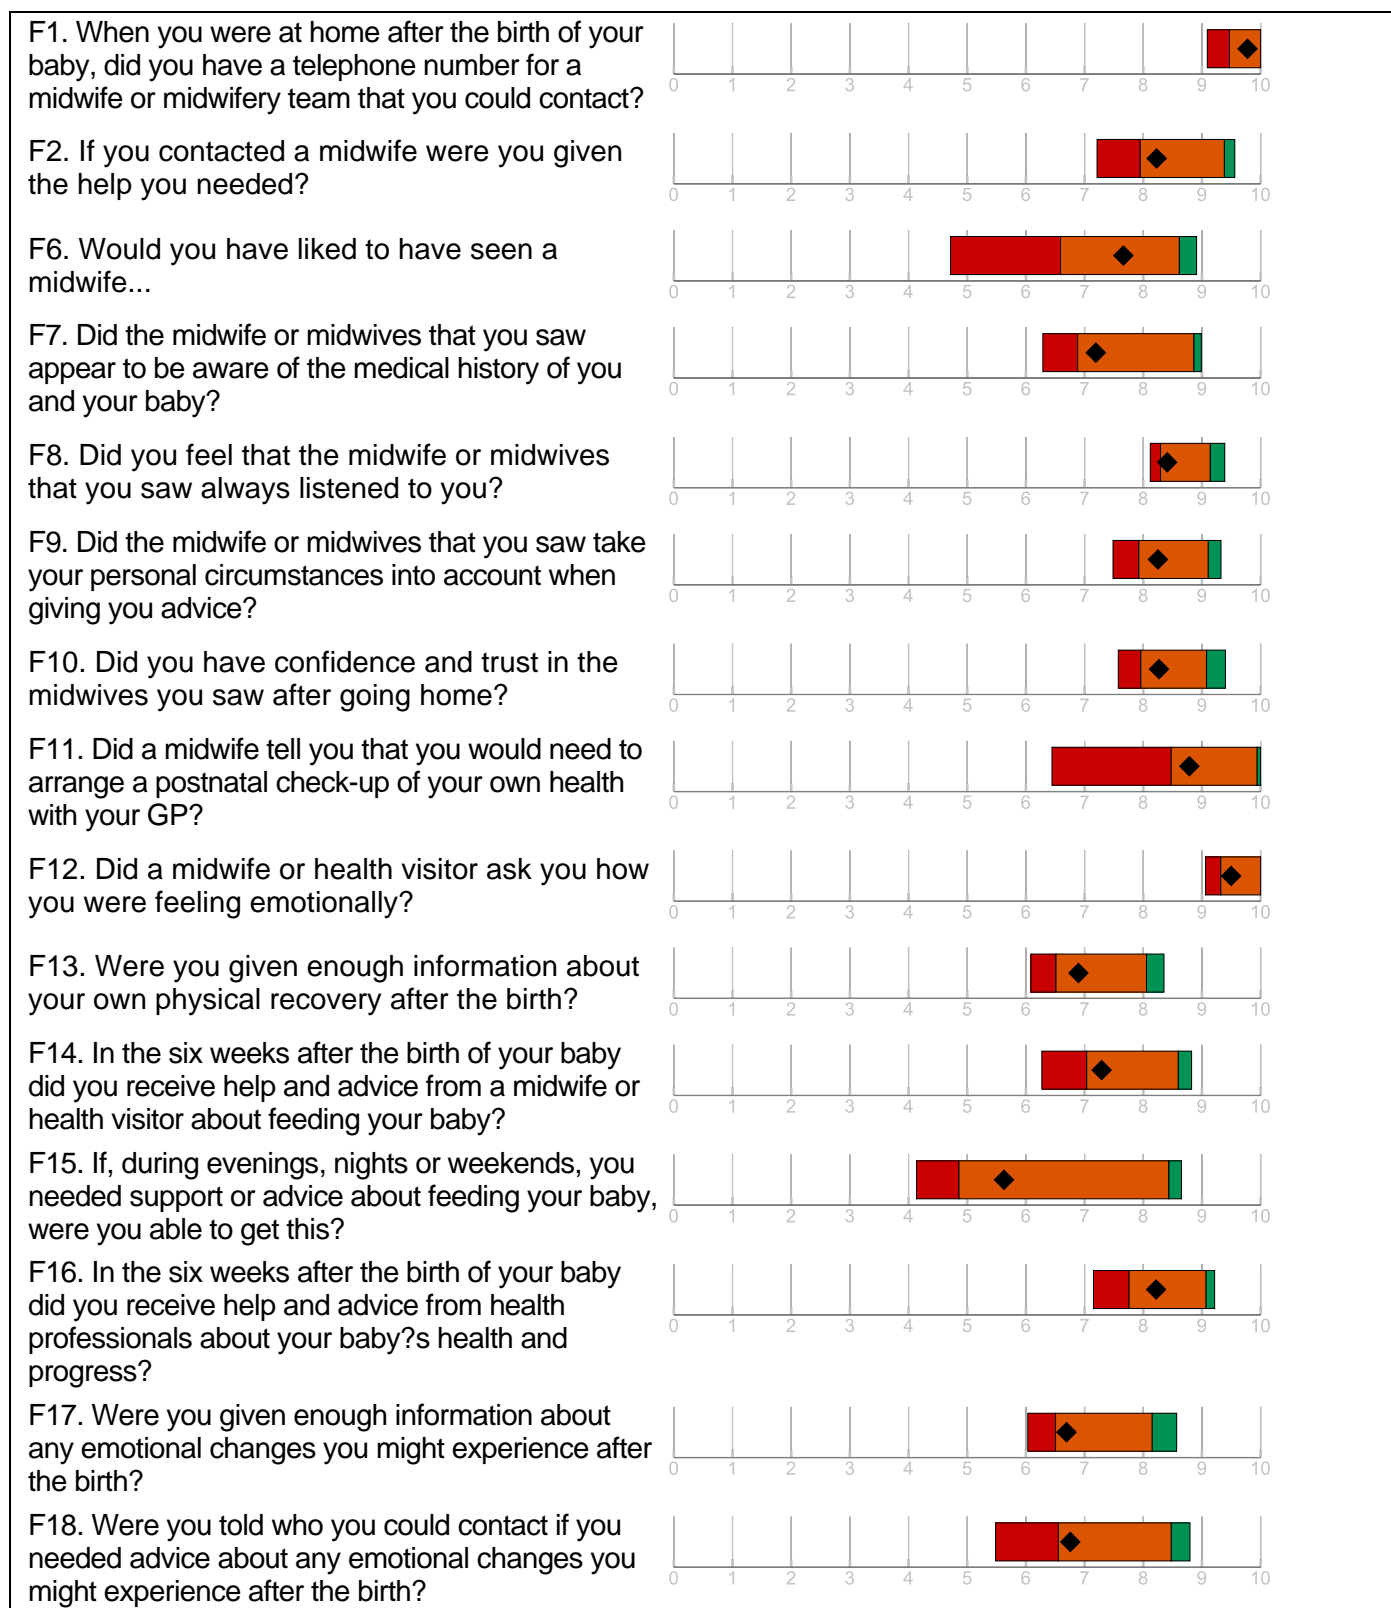 F1. When you were at home after the birth of your
baby, did you have a telephone number for a
midwife or midwifery team that you could contact?
0 1 2 3 4 5 6 7 8 9 10
F2. If you contacted a midwife were you given
the help you needed?
0 1 2 3 4 5 6 7 8 9 10
F6. Would you have liked to have seen a
midwife...
0 1 2 3 4 5 6 7 8 9 10
F7. Did the midwife or midwives that you saw
appear to be aware of the medical history of you
and your baby?
0 1 2 3 4 5 6 7 8 9 10
F8. Did you feel that the midwife or midwives
that you saw always listened to you?
0 1 2 3 4 5 6 7 8 9 10
F9. Did the midwife or midwives that you saw take
your personal circumstances into account when
giving you advice?
0 1 2 3 4 5 6 7 8 9 10
F10. Did you have confidence and trust in the
midwives you saw after going home?
0 1 2 3 4 5 6 7 8 9 10
F11. Did a midwife tell you that you would need to
arrange a postnatal check-up of your own health
with your GP?
0 1 2 3 4 5 6 7 8 9 10
F12. Did a midwife or health visitor ask you how
you were feeling emotionally?
0 1 2 3 4 5 6 7 8 9 10
F13. Were you given enough information about
your own physical recovery after the birth?
0 1 2 3 4 5 6 7 8 9 10
F14. In the six weeks after the birth of your baby
did you receive help and advice from a midwife or
health visitor about feeding your baby?
0 1 2 3 4 5 6 7 8 9 10
F15. If, during evenings, nights or weekends, you
needed support or advice about feeding your baby,
were you able to get this?
0 1 2 3 4 5 6 7 8 9 10
F16. In the six weeks after the birth of your baby
did you receive help and advice from health
professionals about your baby?s health and
progress?
0 1 2 3 4 5 6 7 8 9 10
F17. Were you given enough information about
any emotional changes you might experience after
the birth?
0 1 2 3 4 5 6 7 8 9 10
F18. Were you told who you could contact if you
needed advice about any emotional changes you
might experience after the birth?
0 1 2 3 4 5 6 7 8 9 10